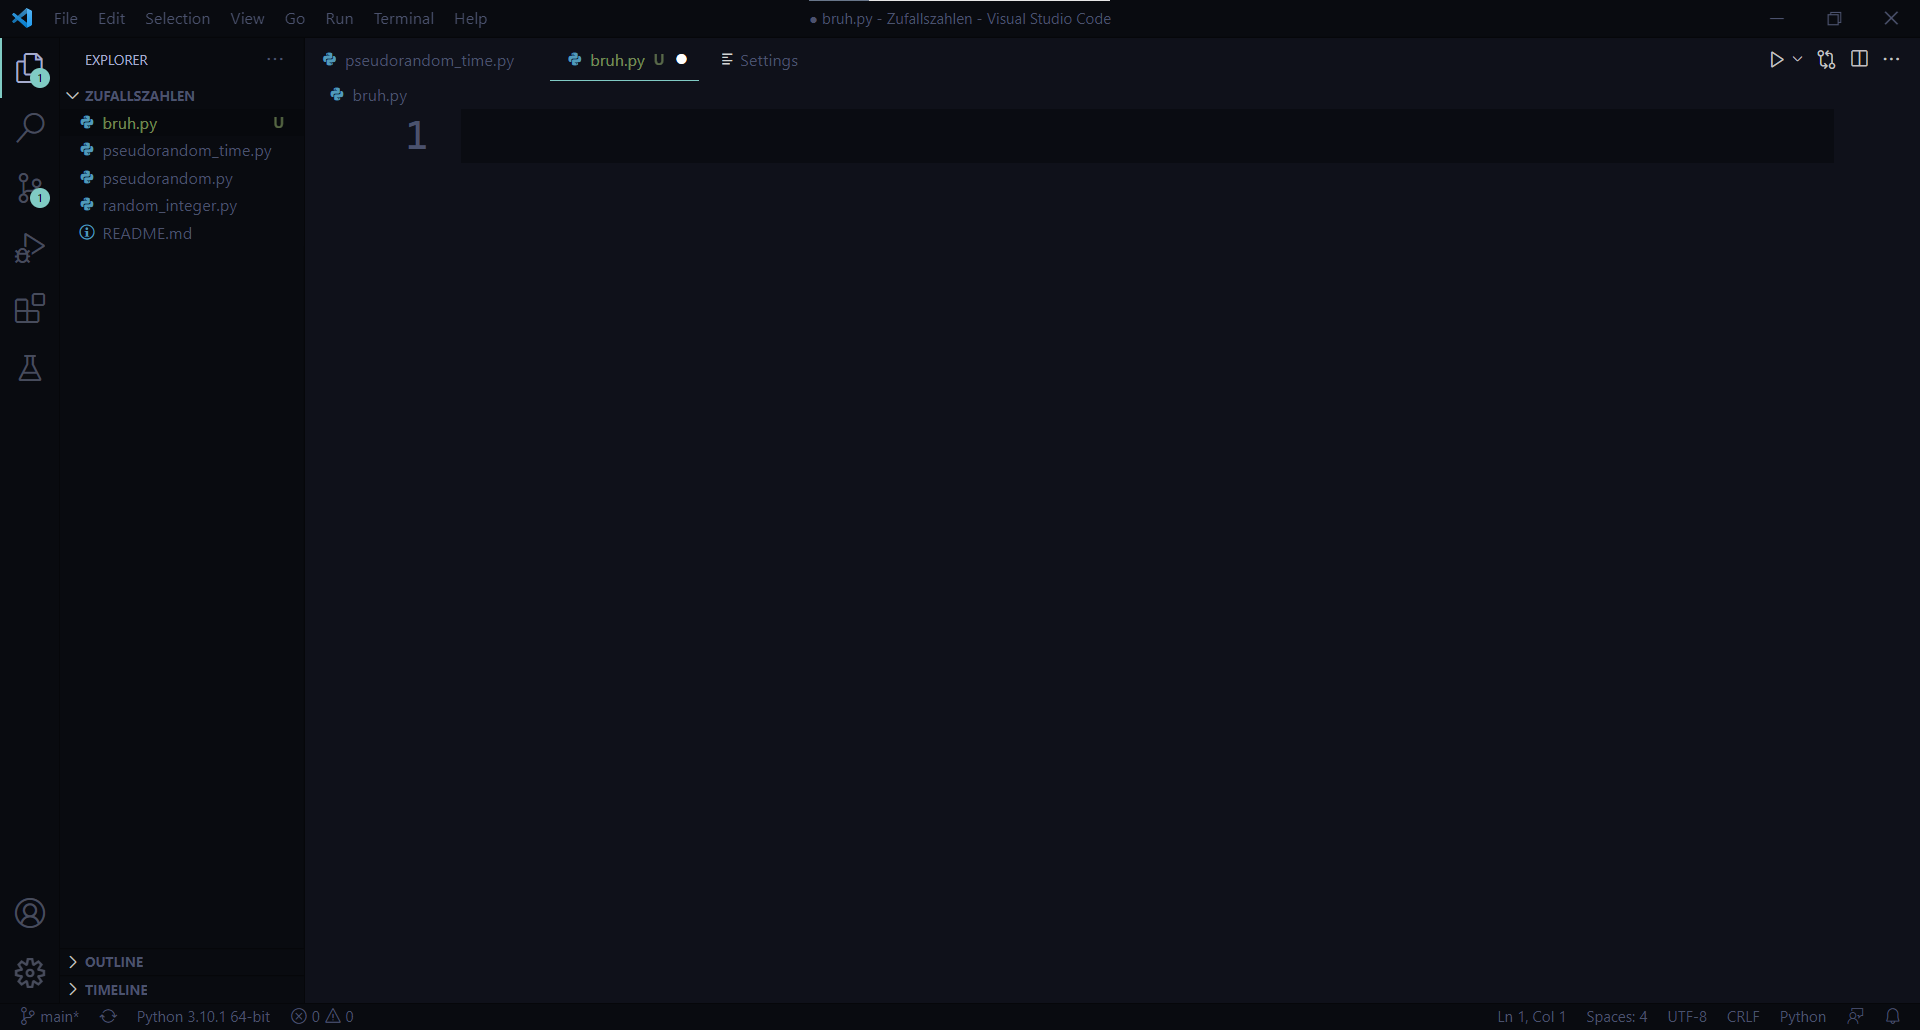 File Edit Selection View Go Run Terminal Help
● bruh.py - Zufallszahlen - Visual Studio Code
1
1
EXPLORER
ZUFALLSZAHLEN
bruh.py U
pseudorandom_time.py
pseudorandom.py
random_integer.py
README.md
OUTLINE
TIMELINE
pseudorandom_time.py
bruh.py U
Settings
bruh.py
1
main*
Python 3.10.1 64-bit
0 0
Ln 1, Col 1
Spaces: 4
UTF-8
CRLF
Python